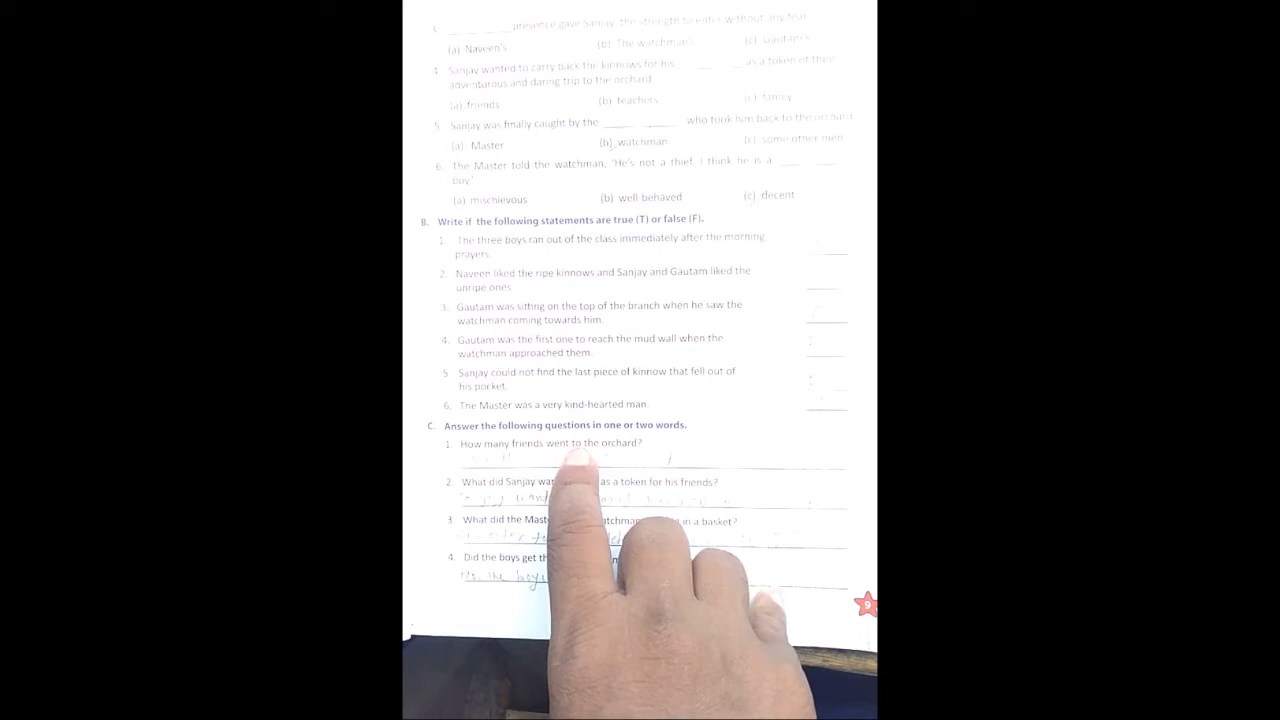 3. presence gave Sanjay, the strength to enter without any fear
(a) Naveen's (b) The watchman's (c) Gautam's
4. Sanjay wanted to carry back the kinnows for his ________ as a token of their
adventurous and daring trip to the orchard
(a) friends (b) teachers (c) family
5. Sanjay was finally caught by the ________ who took him back to the orchard
(a) Master (b) watchman (c) some other men
6. The Master told the watchman, 'He's not a thief. I think he is a ________
boy.'
(a) mischievous (b) well-behaved (c) decent
B. Write if the following statements are true (T) or false (F).
1. The three boys ran out of the class immediately after the morning
prayers.
2. Naveen liked the ripe kinnows and Sanjay and Gautam liked the
unripe ones
3. Gautam was sitting on the top of the branch when he saw the
watchman coming towards him.
4. Gautam was the first one to reach the mud wall when the
watchman approached them.
5 Sanjay could not find the last piece of kinnow that fell out of
his pocket.
6. The Master was a very kind-hearted man.
C. Answer the following questions in one or two words.
1. How many friends went to the orchard?
2. What did Sanjay as a token for his friends?
3 What did the in a basket?
4. Did the boys get
No. the boys
9